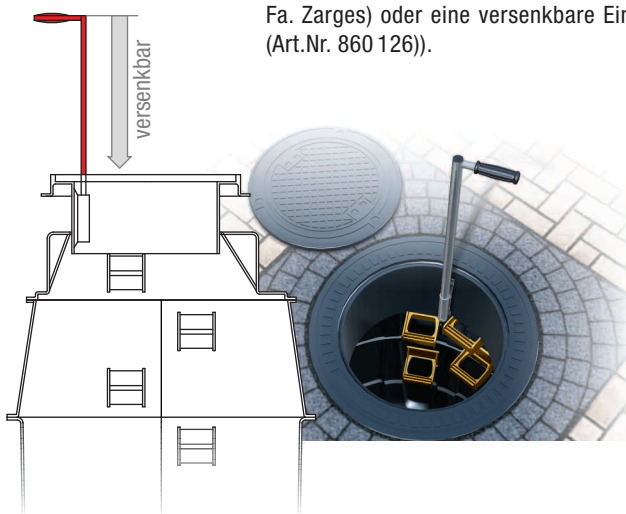 Fa. Zarges) oder eine versenkbare Ein
(Art.Nr. 860 126)).
versenkbar